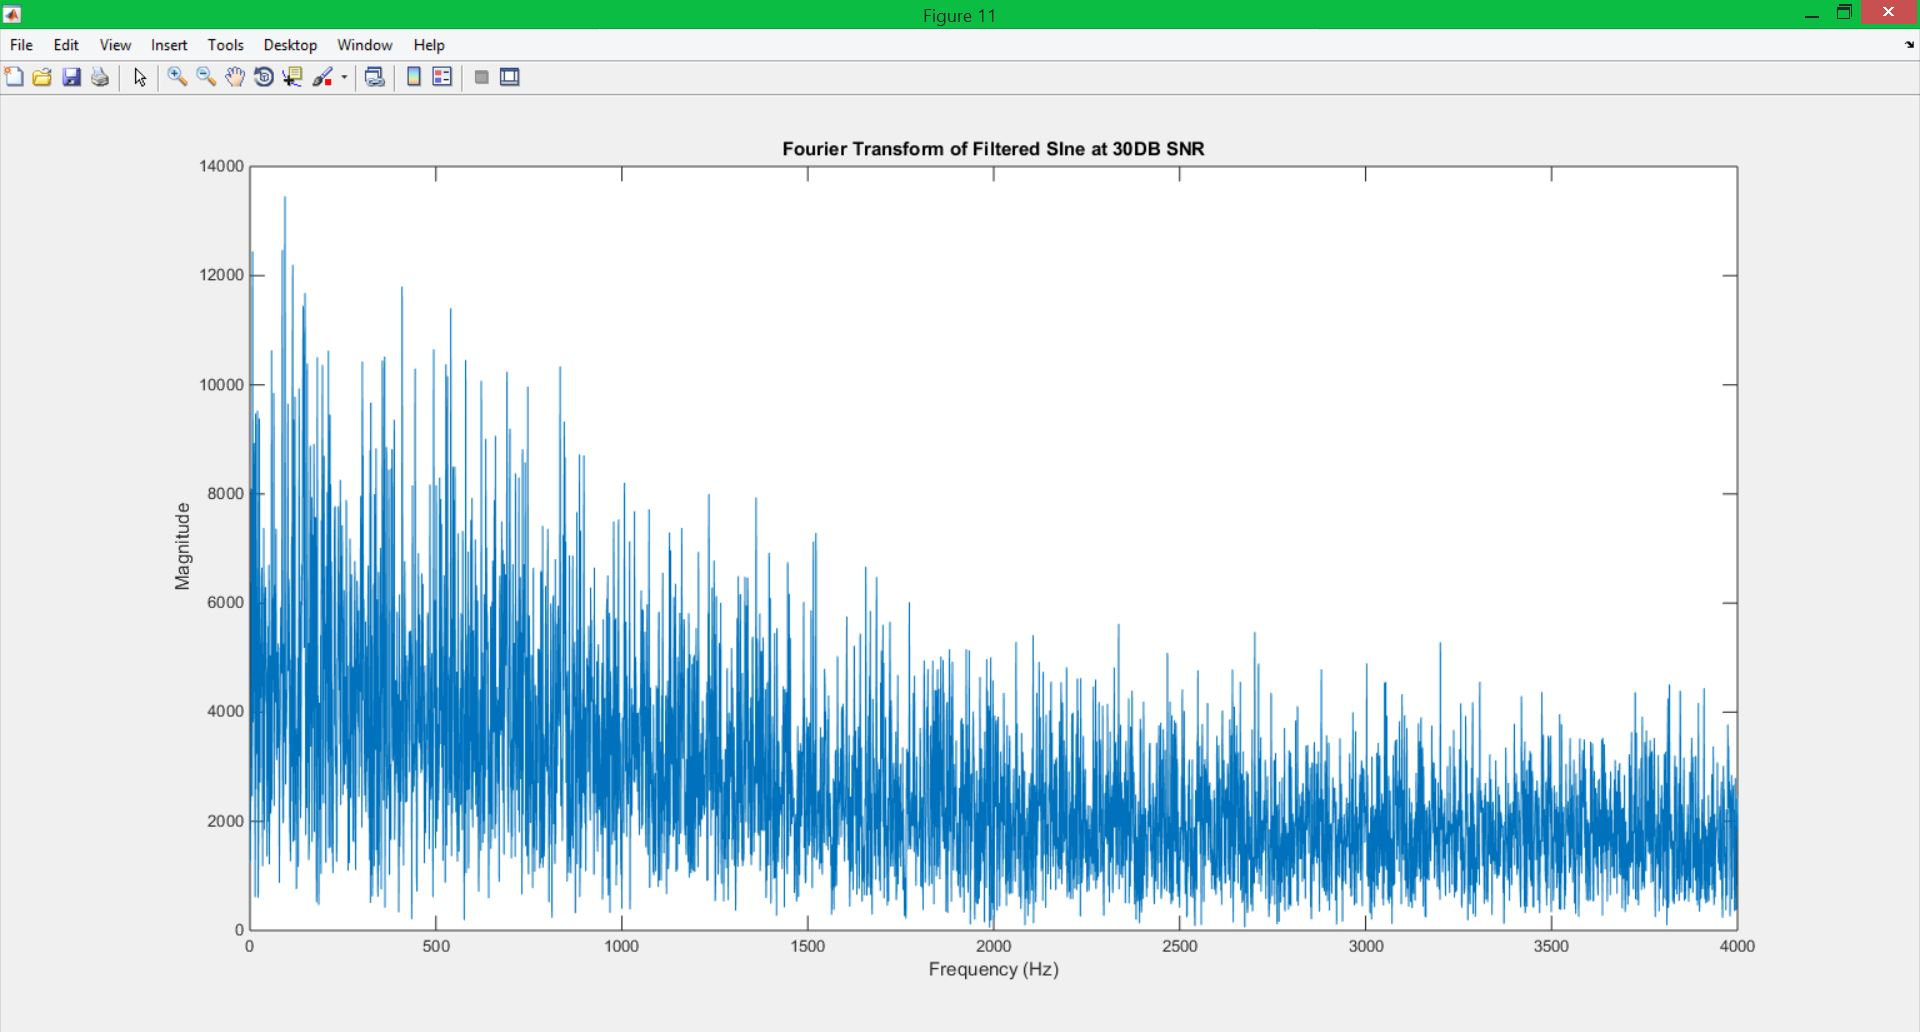 Figure 11
File Edit View Insert Tools Desktop Window Help
Fourier Transform of Filtered SIne at 30DB SNR
14000
12000
10000
8000
6000
4000
2000
0
Magnitude
0 500 1000 1500 2000 2500 3000 3500 4000
Frequency (Hz)